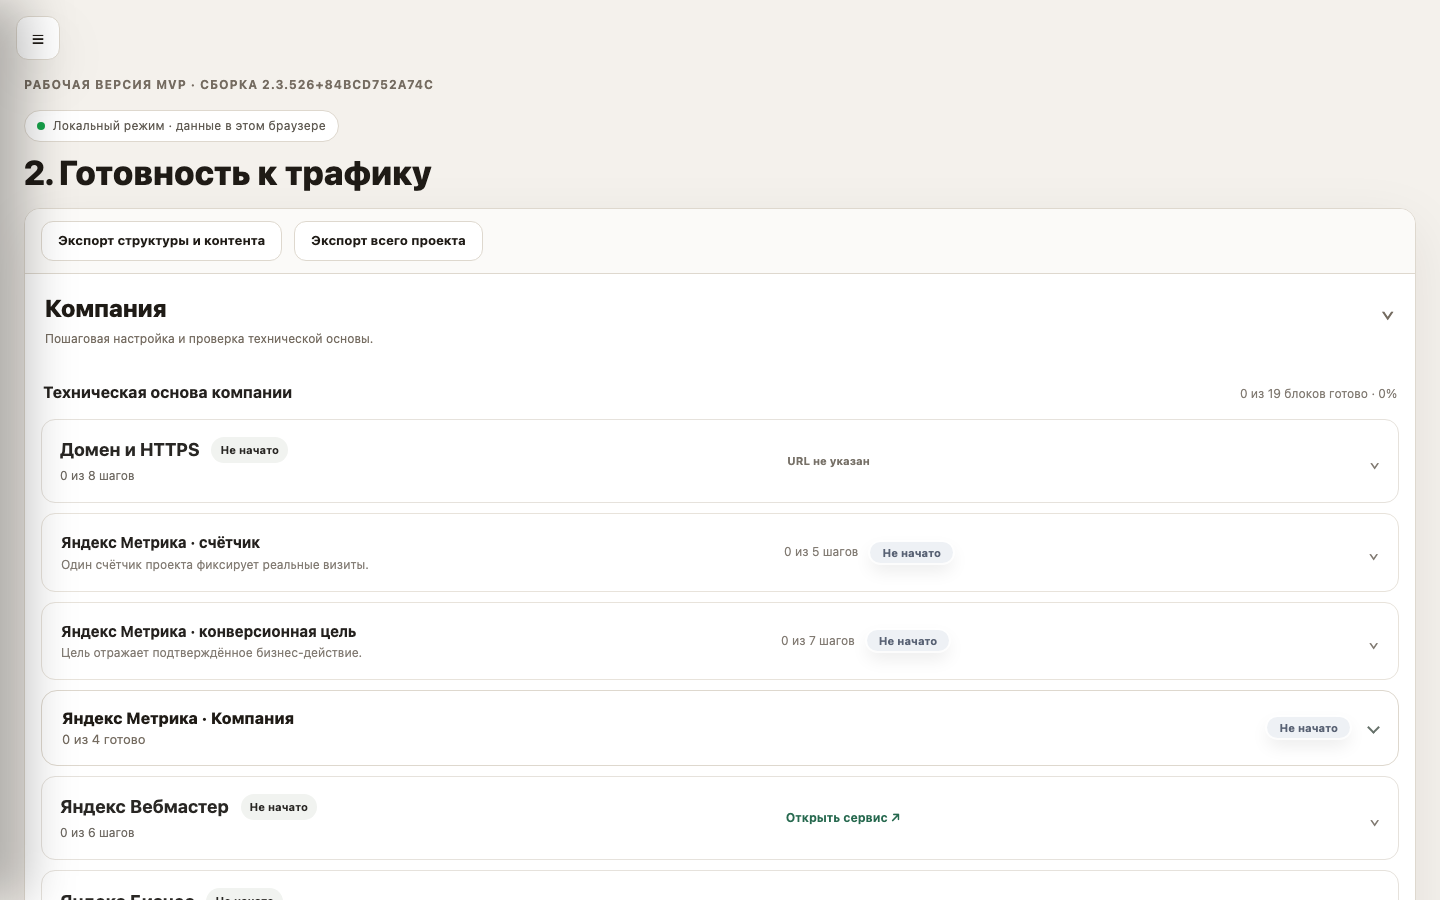 РАБОЧАЯ ВЕРСИЯ MVP · СБОРКА 2.3.526+84BCD752A74C
Локальный режим · данные в этом браузере
2. Готовность к трафику
Экспорт структуры и контента
Экспорт всего проекта
Компания
Пошаговая настройка и проверка технической основы.
Техническая основа компании
0 из 19 блоков готово · 0%
Домен и HTTPS
Не начато
0 из 8 шагов
URL не указан
Яндекс Метрика · счётчик
Один счётчик проекта фиксирует реальные визиты.
0 из 5 шагов
Не начато
Яндекс Метрика · конверсионная цель
Цель отражает подтверждённое бизнес-действие.
0 из 7 шагов
Не начато
Яндекс Метрика · Компания
0 из 4 готово
Не начато
Яндекс Вебмастер
Не начато
0 из 6 шагов
Открыть сервис ↗
Яндекс Бизнес
Не начато